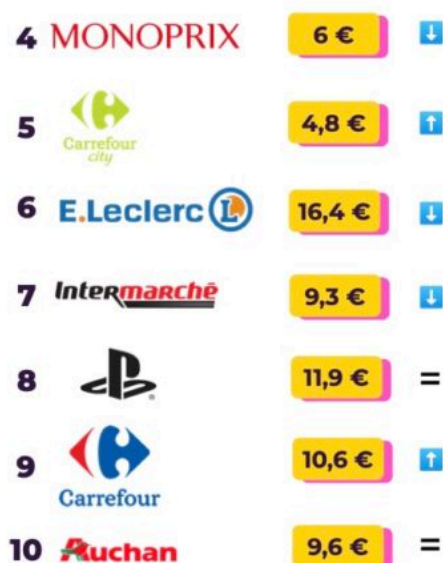 4 MONOPRIX 6 € ↓
5 Carrefour city 4,8 € ↑
6 E.Leclerc L 16,4 € ↓
7 Intermarché 9,3 € ↓
8 11,9 € =
9 Carrefour 10,6 € ↑
10 Auchan 9,6 € =